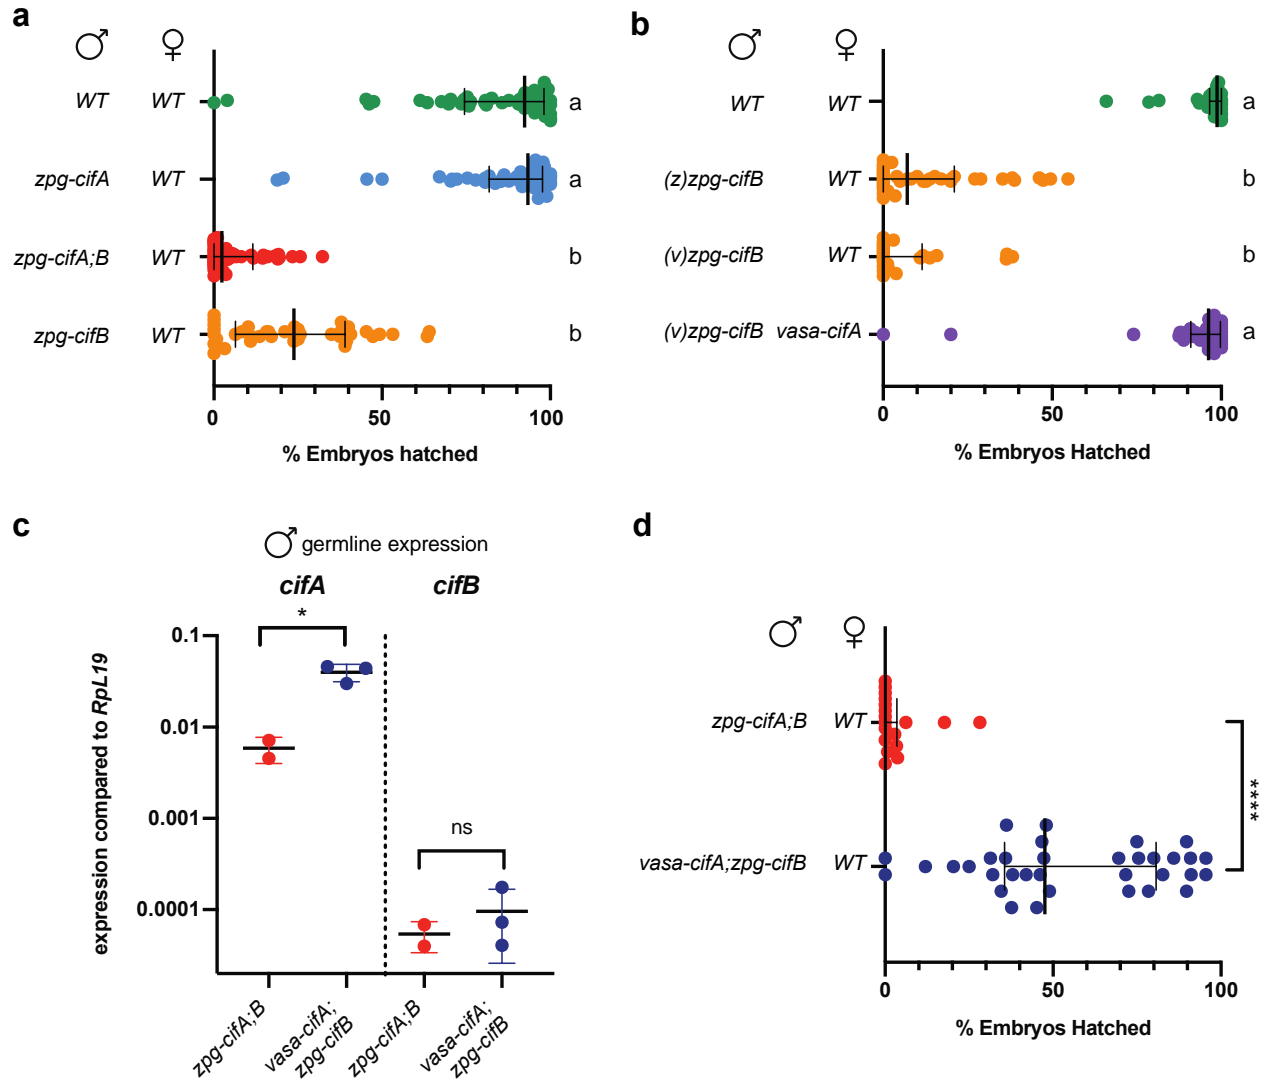 a
♂ ♀
WT WT a
zpg-cifA WT a
zpg-cifA;B WT b
zpg-cifB WT b
0 50 100
% Embryos hatched
b
♂ ♀
WT WT a
(z)zpg-cifB WT b
(v)zpg-cifB WT b
(v)zpg-cifB vasa-cifA a
0 50 100
% Embryos Hatched
c
♂ germline expression
cifA cifB
*
ns
expression compared to RpL19
0.1
0.01
0.001
0.0001
zpg-cifA;B
vasa-cifA;
zpg-cifB
zpg-cifA;B
vasa-cifA;
zpg-cifB
d
♂ ♀
zpg-cifA;B WT
vasa-cifA;zpg-cifB WT
****
0 50 100
% Embryos Hatched